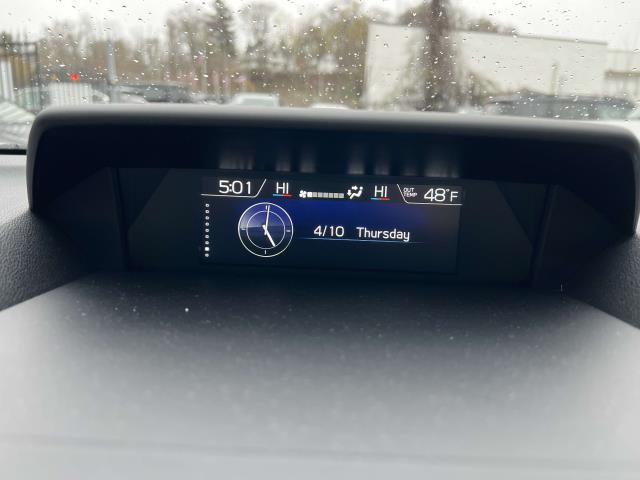 5:01 HI HI OUT TEMP 48°F
4/10 Thursday